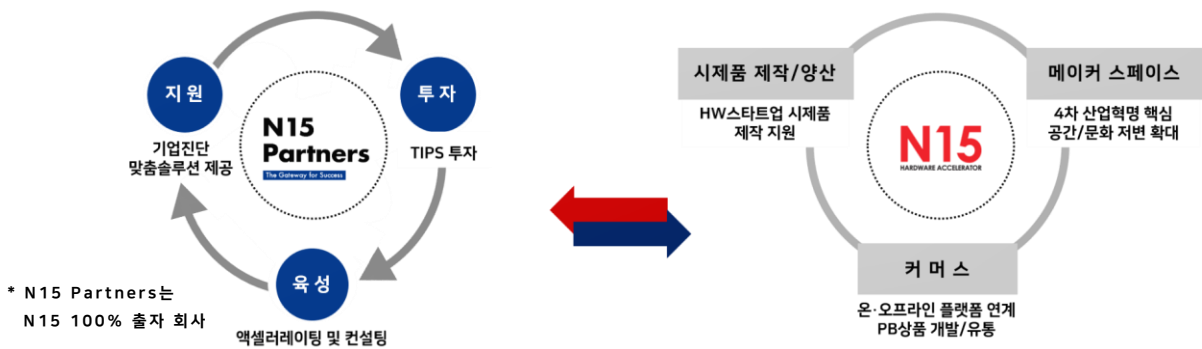 지원
기업진단
맞춤솔루션 제공
투자
TIPS 투자
N15
Partners
The Gateway for Success
육성
액셀러레이팅 및 컨설팅
* N15 Partners는
N15 100% 출자 회사
시제품 제작/양산
HW스타트업 시제품
제작 지원
메이커 스페이스
4차 산업혁명 핵심
공간/문화 저변 확대
N15
HARDWARE ACCELERATOR
커머스
온·오프라인 플랫폼 연계
PB상품 개발/유통